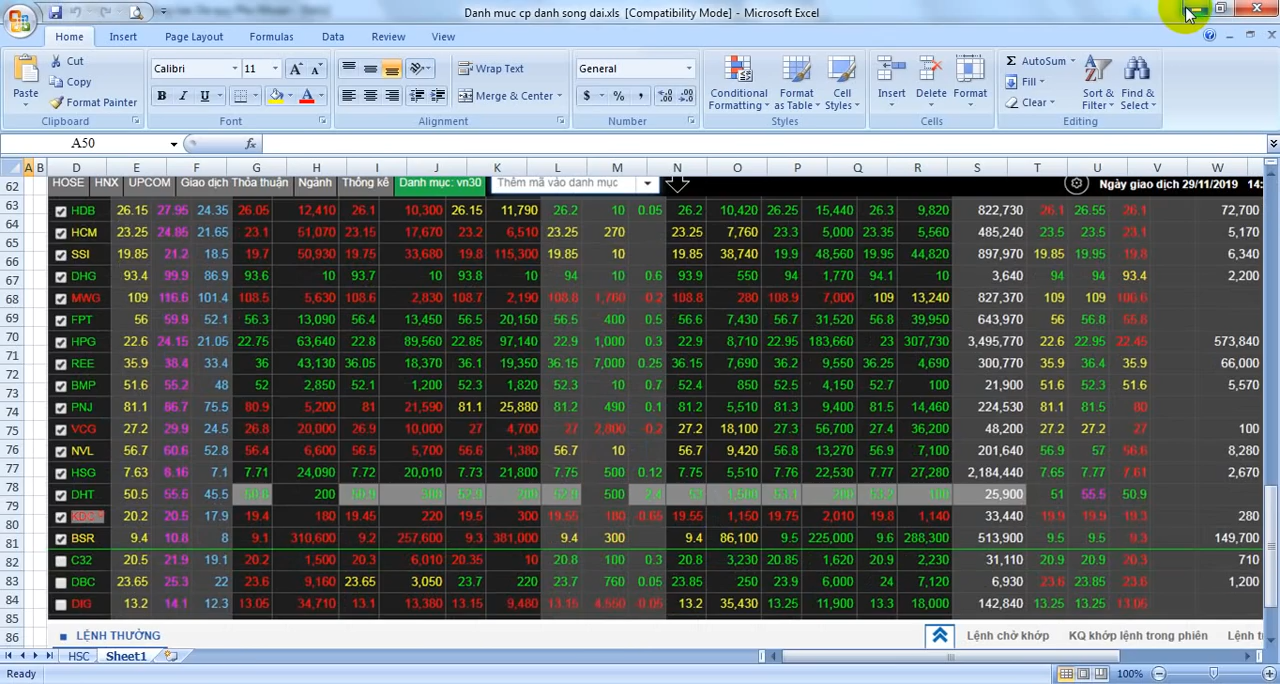 Danh muc cp danh song dai.xls [Compatibility Mode] - Microsoft Excel
Home Insert Page Layout Formulas Data Review View
Paste Cut Copy Format Painter Clipboard
Calibri 11 B I U Font
Wrap Text Merge & Center Alignment
General $ % , Number
Conditional Formatting Format as Table Cell Styles Styles
Insert Delete Format Cells
Σ AutoSum Fill Clear Sort & Filter Find & Select Editing
A50 fx
A B D E F G H I J K L M N O P Q R S T U V W
62 HOSE HNX UPCOM Giao dịch Thỏa thuận Ngành Thống kê Danh mục: vn30 Thêm mã vào danh mục Ngày giao dịch 29/11/2019 14:
63 HDB 26.15 27.95 24.35 26.05 12,410 26.1 10,300 26.15 11,790 26.2 10 0.05 26.2 10,420 26.25 15,440 26.3 9,820 822,730 26.1 26.55 26.1 72,700
64 HCM 23.25 24.85 21.65 23.1 51,070 23.15 17,670 23.2 6,510 23.25 270 23.25 7,760 23.3 5,000 23.35 5,560 485,240 23.5 23.5 23.1 5,170
65 SSI 19.85 21.2 18.5 19.7 50,930 19.75 33,680 19.8 115,300 19.85 10 19.85 38,740 19.9 48,560 19.95 44,820 897,970 19.85 19.95 19.8 6,340
66 DHG 93.4 99.9 86.9 93.6 10 93.7 10 93.8 10 94 10 0.6 93.9 550 94 1,770 94.1 10 3,640 94 94 93.4 2,200
67 MWG 109 116.6 101.4 108.5 5,630 108.6 2,830 108.7 2,190 108.8 1,760 -0.2 108.8 280 108.9 7,000 109 13,240 827,370 109 109 106.6
68 FPT 56 59.9 52.1 56.3 13,090 56.4 13,450 56.5 20,150 56.5 400 0.5 56.6 7,430 56.7 31,520 56.8 39,950 643,970 56 56.8 55.8
69 HPG 22.6 24.15 21.05 22.75 63,640 22.8 89,560 22.85 97,140 22.9 1,000 0.3 22.9 8,710 22.95 183,660 23 307,730 3,495,770 22.6 22.95 22.45 573,840
70 REE 35.9 38.4 33.4 36 43,130 36.05 18,370 36.1 19,350 36.15 7,000 0.25 36.15 7,690 36.2 9,550 36.25 4,690 300,770 35.9 36.4 35.9 66,000
71 BMP 51.6 55.2 48 52 2,850 52.1 1,200 52.3 1,820 52.3 10 0.7 52.4 850 52.5 4,150 52.7 100 21,900 51.6 52.3 51.6 5,570
72 PNJ 81.1 86.7 75.5 80.9 5,200 81 21,590 81.1 25,880 81.2 490 0.1 81.2 5,510 81.3 9,400 81.5 14,460 224,530 81.1 81.5 80
73 VCG 27.2 29.9 24.5 26.8 20,000 26.9 10,000 27 4,700 27 2,800 -0.2 27.2 18,100 27.3 56,700 27.4 36,200 48,200 27.2 27.2 27 100
74 NVL 56.7 60.6 52.8 56.4 6,600 56.5 5,700 56.6 1,380 56.7 10 56.7 9,420 56.8 13,270 56.9 7,100 201,640 56.9 57 56.6 8,280
75 HSG 7.63 8.16 7.1 7.71 24,090 7.72 20,010 7.73 21,800 7.75 500 0.12 7.75 5,510 7.76 22,530 7.77 27,280 2,184,440 7.65 7.77 7.61 2,670
76 DHT 50.5 55.5 45.5 200 500 2.4 25,900 51 55.5 50.9
77 20.2 20.5 17.9 19.4 180 19.45 220 19.5 300 19.55 180 -0.65 19.55 1,150 19.75 2,010 19.8 1,140 33,440 19.9 19.9 19.3 280
78 BSR 9.4 10.8 8 9.1 310,600 9.2 257,600 9.3 381,000 9.4 300 9.4 86,100 9.5 225,000 9.6 288,300 513,900 9.5 9.5 9.3 149,700
79 C32 20.5 21.9 19.1 20.2 1,500 20.3 6,010 20.35 10 20.8 100 0.3 20.8 3,230 20.85 3,220 20.9 1,520 31,110 20.9 20.9 20.3 710
80 DBC 23.65 25.3 22 23.6 9,160 23.65 3,050 23.7 220 23.7 760 0.05 23.85 250 23.9 6,000 24 7,120 6,930 23.6 23.85 23.6 1,200
81 DIG 13.2 14.1 12.3 13.05 34,710 13.1 13,380 13.15 9,480 13.15 4,550 -0.05 13.2 35,430 13.25 11,900 13.3 18,000 142,840 13.25 13.25 13.05
82
83
84
85
86 LỆNH THƯỜNG Lệnh chờ khớp KQ khớp lệnh trong phiên Lệnh t
HSC Sheet1
Ready 100%